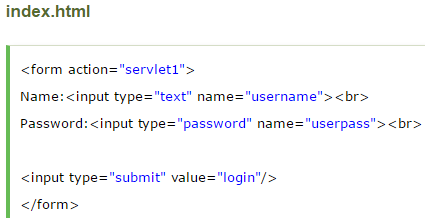 index.html
<form action="servlet1">
Name:<input type="text" name="username"><br>
Password:<input type="password" name="userpass"><br>
<input type="submit" value="login"/>
</form>